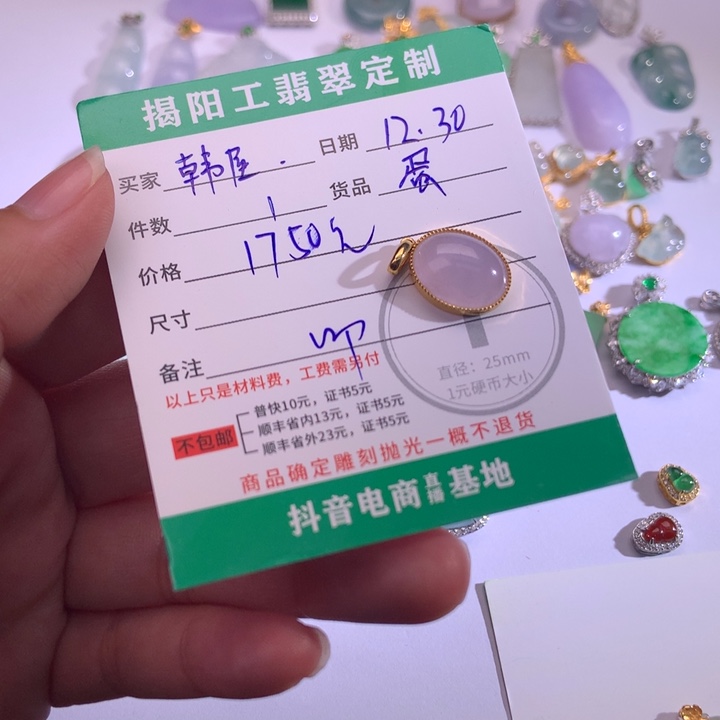 揭阳工翡翠定制
买家 韩 . 日期 12.30
件数 1 货品 蛋
价格 1750元
尺寸
备注 VIP
以上只是材料费，工费需另付
不包邮
普快10元，证书5元
顺丰省内13元，证书5元
顺丰省外23元，证书5元
直径：25mm
1元硬币大小
商品确定雕刻抛光一概不退货
抖音电商直播基地